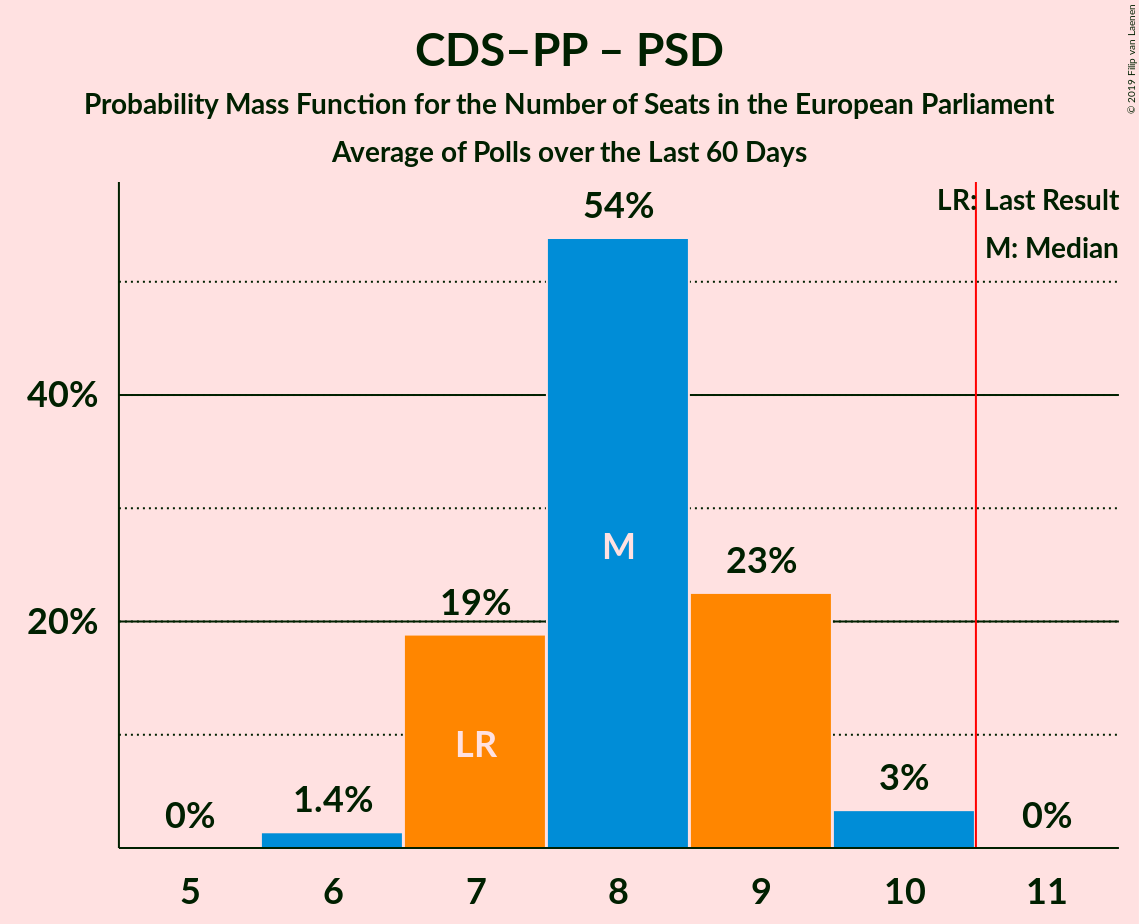 CDS–PP – PSD
Probability Mass Function for the Number of Seats in the European Parliament
Average of Polls over the Last 60 Days
© 2019 Filip van Laenen
LR: Last Result
M: Median
54%
40%
M
23%
19%
20%
LR
3%
1.4%
0%
0%
5 6 7 8 9 10 11